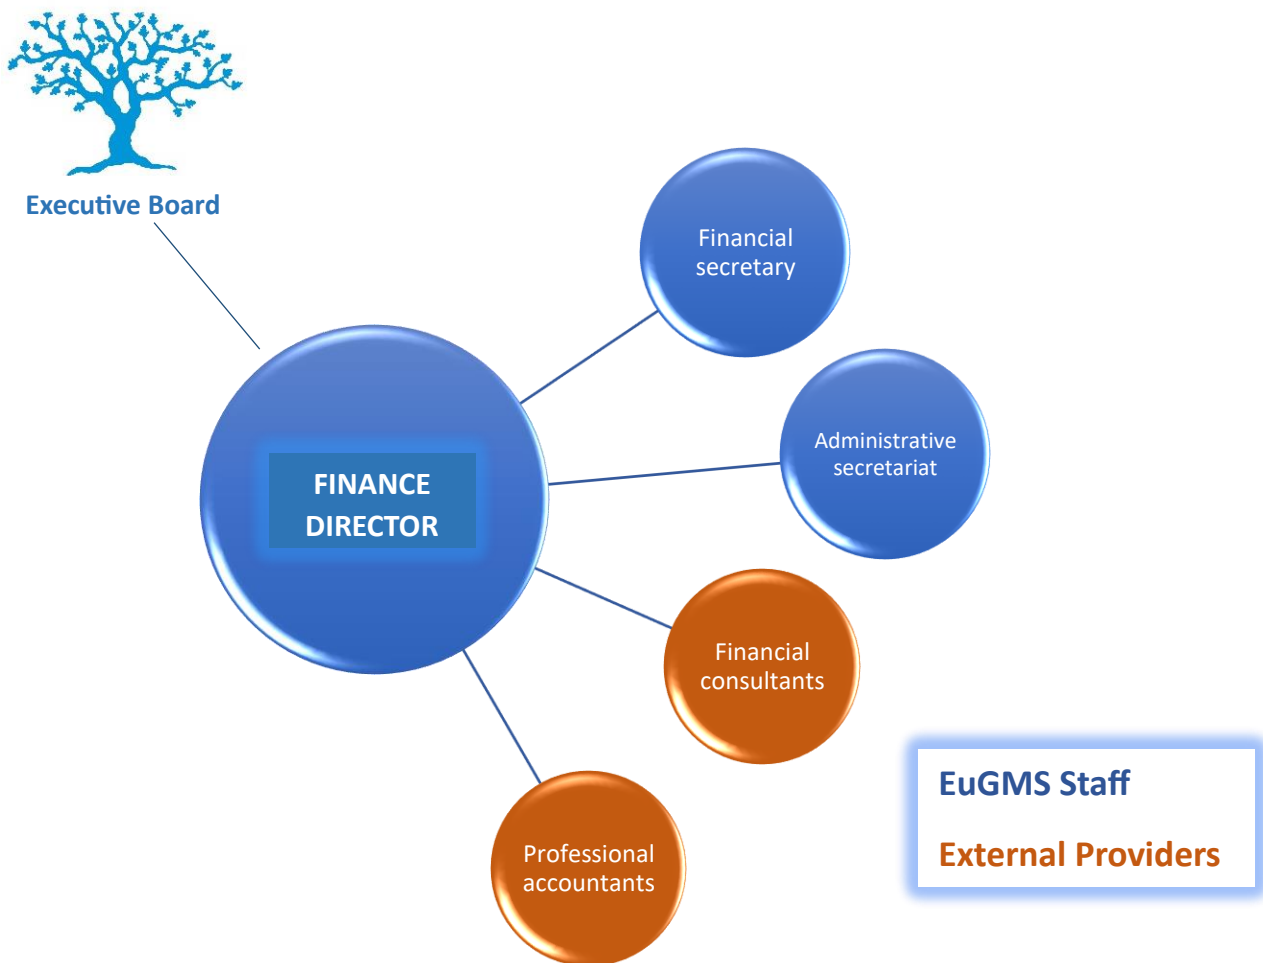 Executive Board
Financial
secretary
Administrative
secretariat
FINANCE
DIRECTOR
Financial
consultants
Professional
accountants
EuGMS Staff
External Providers